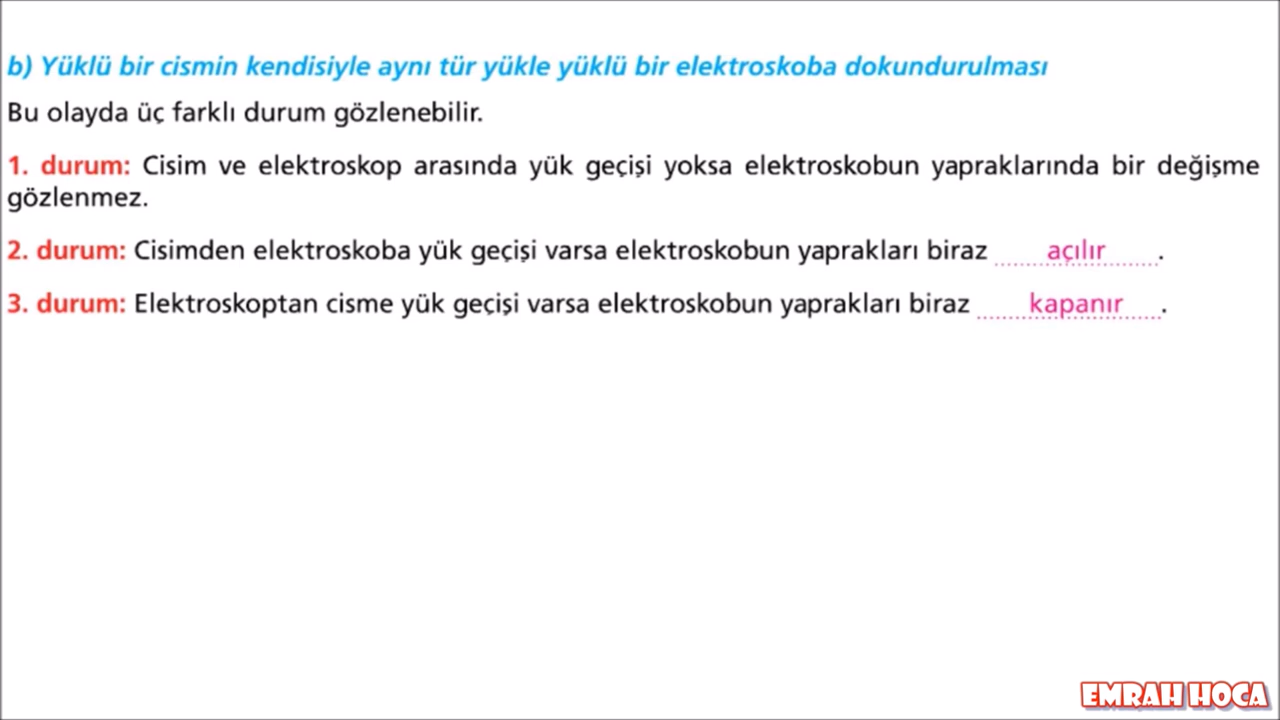 b) Yüklü bir cismin kendisiyle aynı tür yükle yüklü bir elektroskoba dokundurulması
Bu olayda üç farklı durum gözlenebilir.
1. durum: Cisim ve elektroskop arasında yük geçişi yoksa elektroskobun yapraklarında bir değişme
gözlenmez.
2. durum: Cisimden elektroskoba yük geçişi varsa elektroskobun yaprakları biraz açılır.
3. durum: Elektroskoptan cisme yük geçişi varsa elektroskobun yaprakları biraz kapanır.
EMRAH HOCA